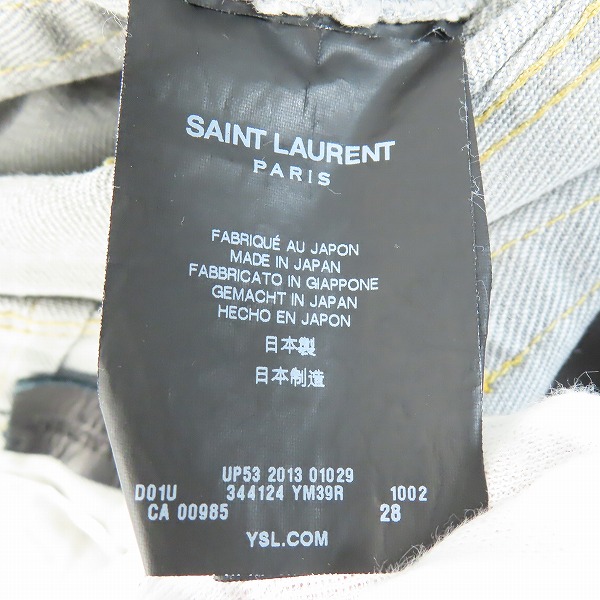 SAINT LAURENT
PARIS
FABRIQUÉ AU JAPON
MADE IN JAPAN
FABBRICATO IN GIAPPONE
GEMACHT IN JAPAN
HECHO EN JAPON
日本製
日本制造
UP53 2013 01029
D01U 344124 YM39R 1002
CA 00985 28
YSL.COM